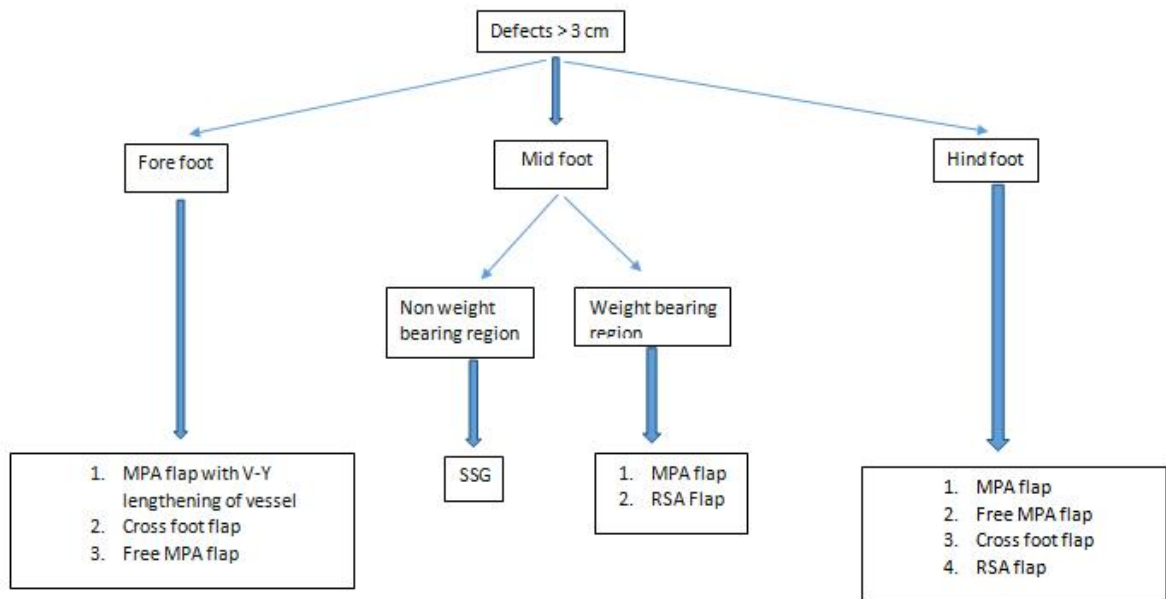 Defects > 3 cm
Fore foot
Mid foot
Hind foot
Non weight
bearing region
Weight bearing
region
1. MPA flap with V-Y
lengthening of vessel
2. Cross foot flap
3. Free MPA flap
SSG
1. MPA flap
2. RSA Flap
1. MPA flap
2. Free MPA flap
3. Cross foot flap
4. RSA flap